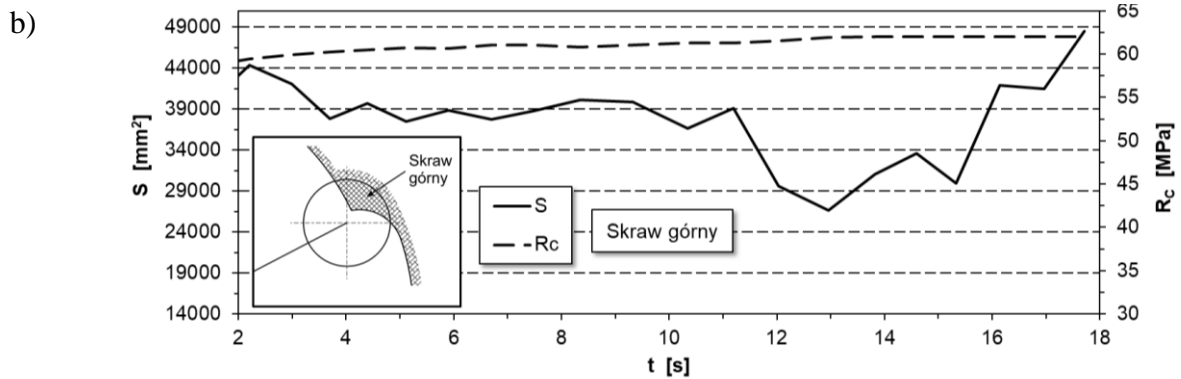 b)
49000
44000
39000
34000
29000
24000
19000
14000
S [mm²]
65
60
55
50
45
40
35
30
Rc [MPa]
Skraw
górny
S
Rc
Skraw górny
2 4 6 8 10 12 14 16 18
t [s]